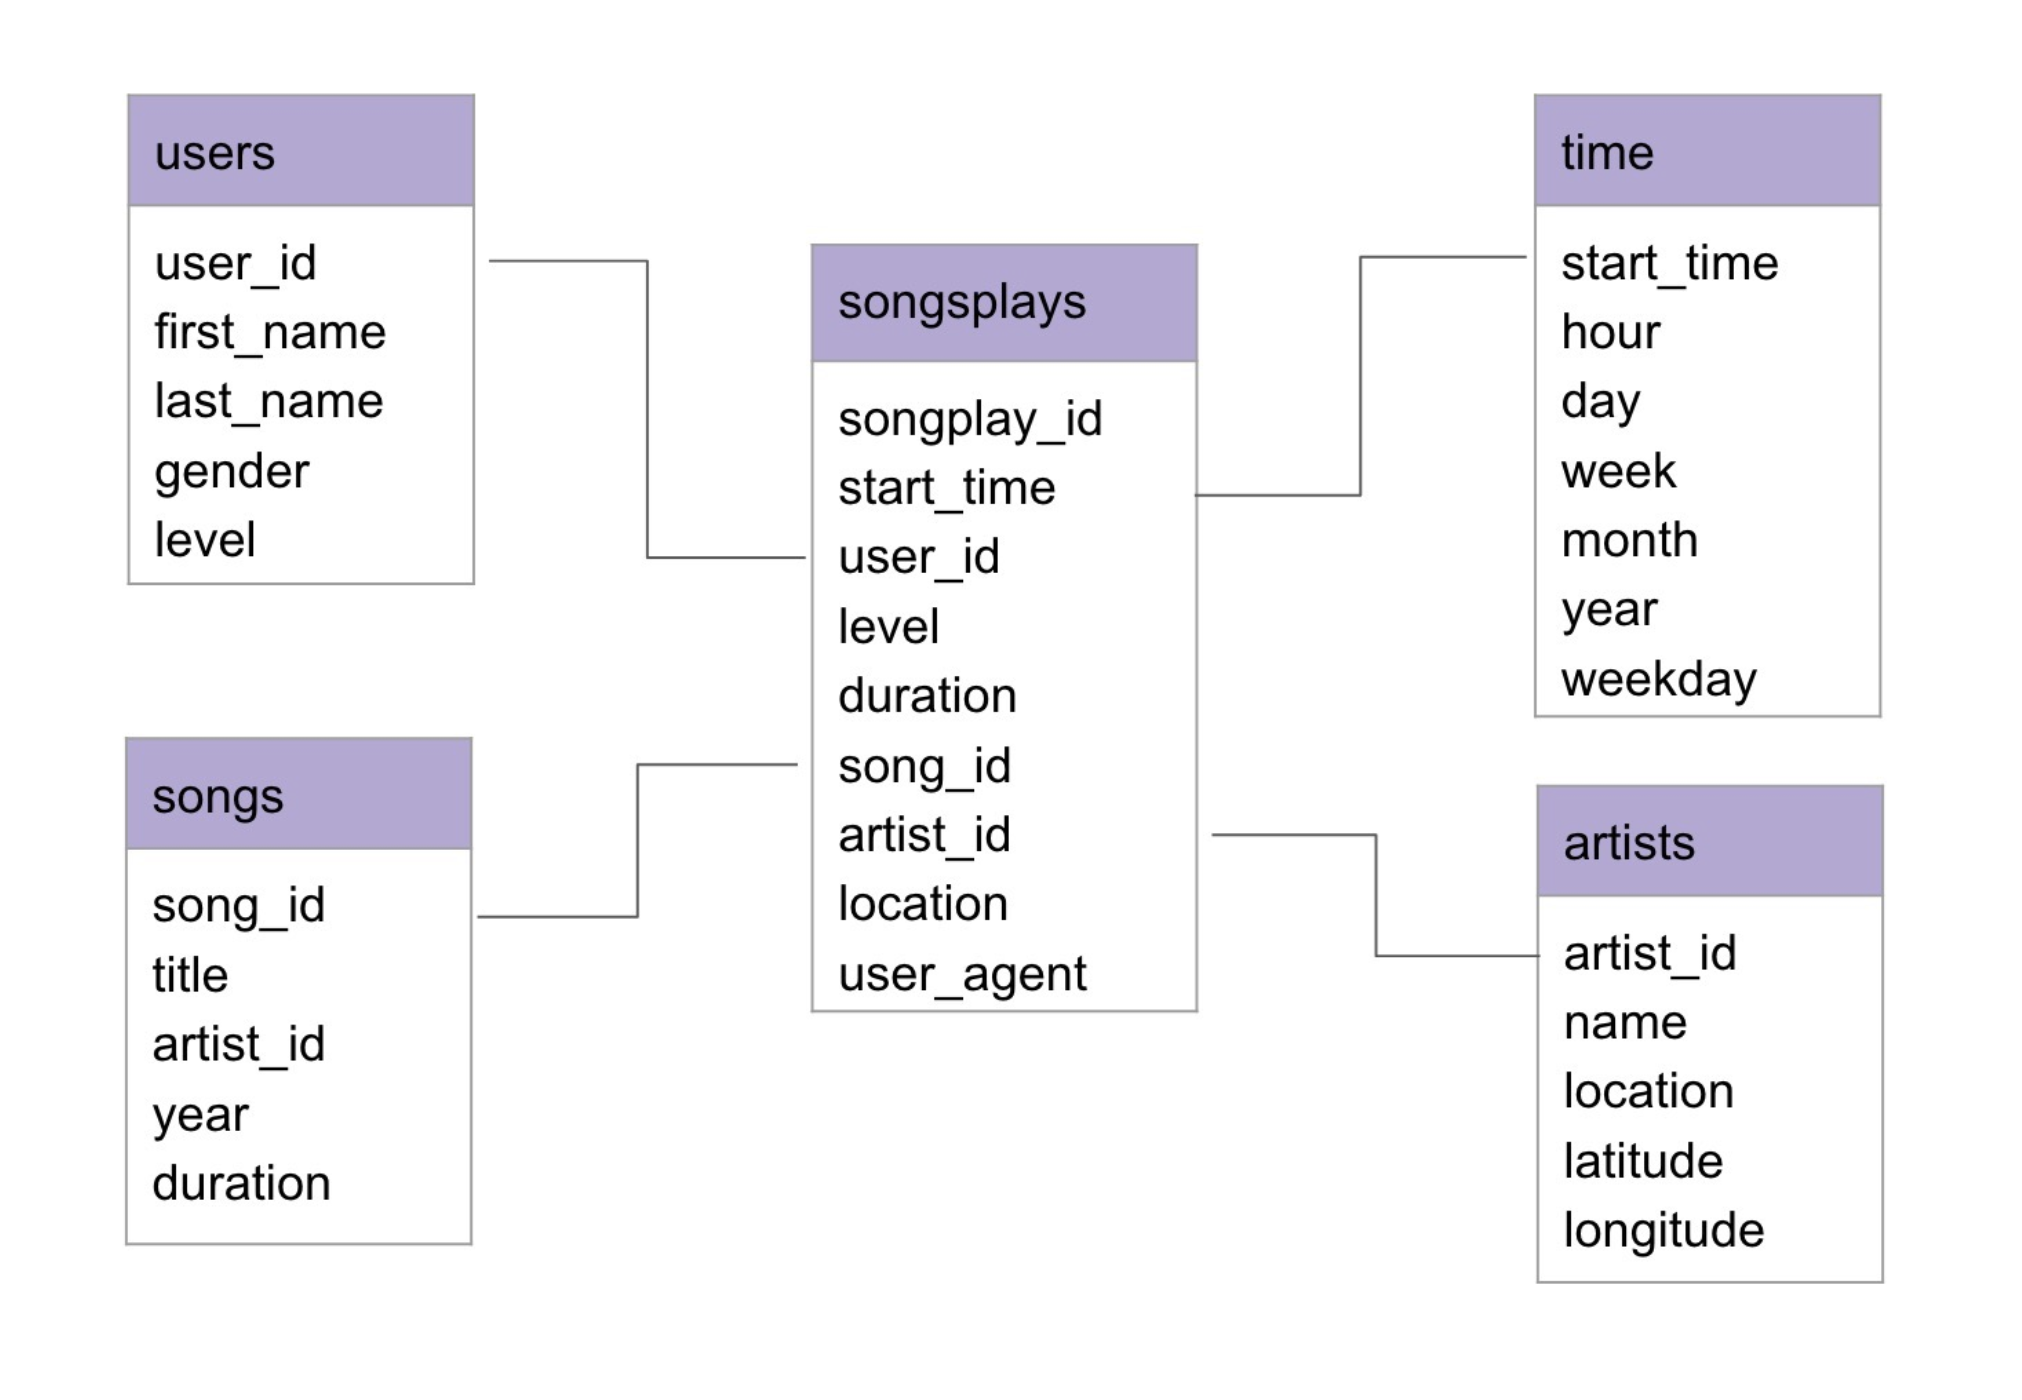 users
user_id
first_name
last_name
gender
level
songs
song_id
title
artist_id
year
duration
songsplays
songplay_id
start_time
user_id
level
duration
song_id
artist_id
location
user_agent
time
start_time
hour
day
week
month
year
weekday
artists
artist_id
name
location
latitude
longitude